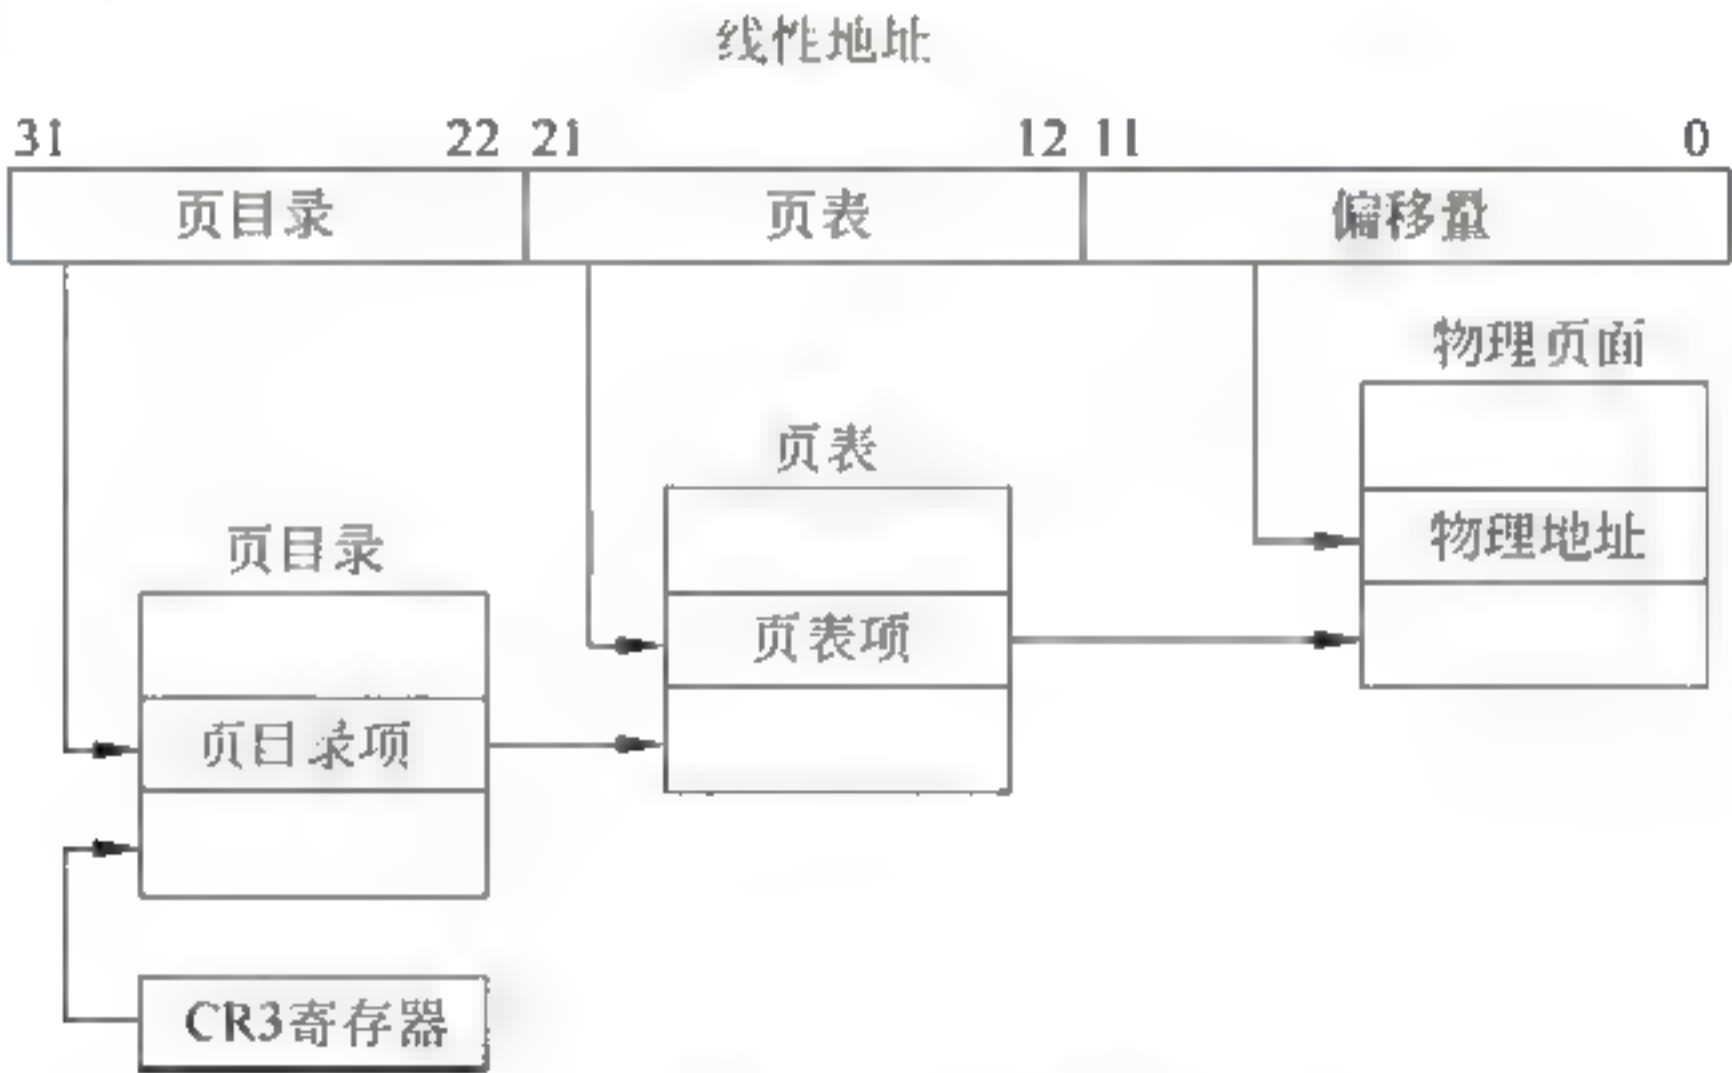 线性地址
31 22 21 12 11 0
页目录 页表 偏移量
物理页面
页表
物理地址
页目录
页表项
页目录项
CR3寄存器